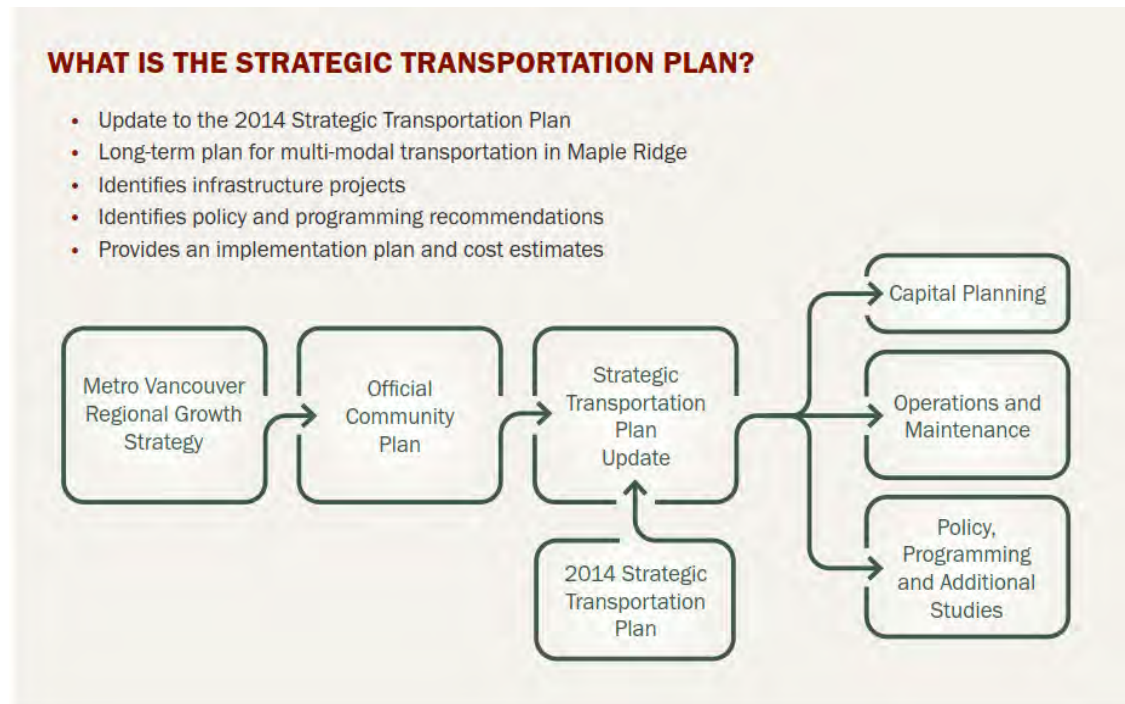 WHAT IS THE STRATEGIC TRANSPORTATION PLAN?
• Update to the 2014 Strategic Transportation Plan
• Long-term plan for multi-modal transportation in Maple Ridge
• Identifies infrastructure projects
• Identifies policy and programming recommendations
• Provides an implementation plan and cost estimates
Metro Vancouver
Regional Growth
Strategy
Official
Community
Plan
Strategic
Transportation
Plan
Update
2014 Strategic
Transportation
Plan
Capital Planning
Operations and
Maintenance
Policy,
Programming
and Additional
Studies